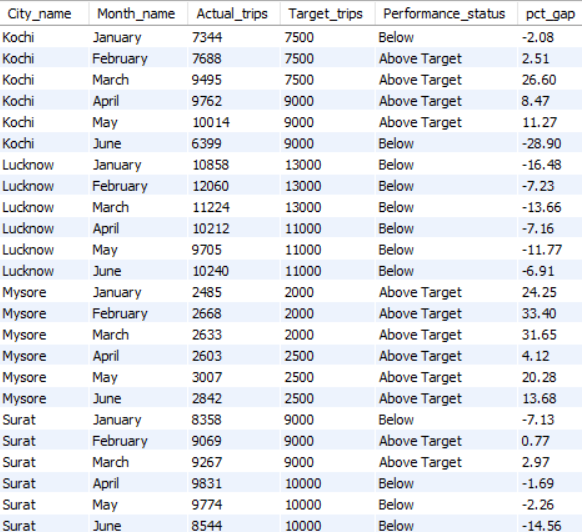 City_name Month_name Actual_trips Target_trips Performance_status pct_gap
Kochi January 7344 7500 Below -2.08
Kochi February 7688 7500 Above Target 2.51
Kochi March 9495 7500 Above Target 26.60
Kochi April 9762 9000 Above Target 8.47
Kochi May 10014 9000 Above Target 11.27
Kochi June 6399 9000 Below -28.90
Lucknow January 10858 13000 Below -16.48
Lucknow February 12060 13000 Below -7.23
Lucknow March 11224 13000 Below -13.66
Lucknow April 10212 11000 Below -7.16
Lucknow May 9705 11000 Below -11.77
Lucknow June 10240 11000 Below -6.91
Mysore January 2485 2000 Above Target 24.25
Mysore February 2668 2000 Above Target 33.40
Mysore March 2633 2000 Above Target 31.65
Mysore April 2603 2500 Above Target 4.12
Mysore May 3007 2500 Above Target 20.28
Mysore June 2842 2500 Above Target 13.68
Surat January 8358 9000 Below -7.13
Surat February 9069 9000 Above Target 0.77
Surat March 9267 9000 Above Target 2.97
Surat April 9831 10000 Below -1.69
Surat May 9774 10000 Below -2.26
Surat June 8544 10000 Below -14.56